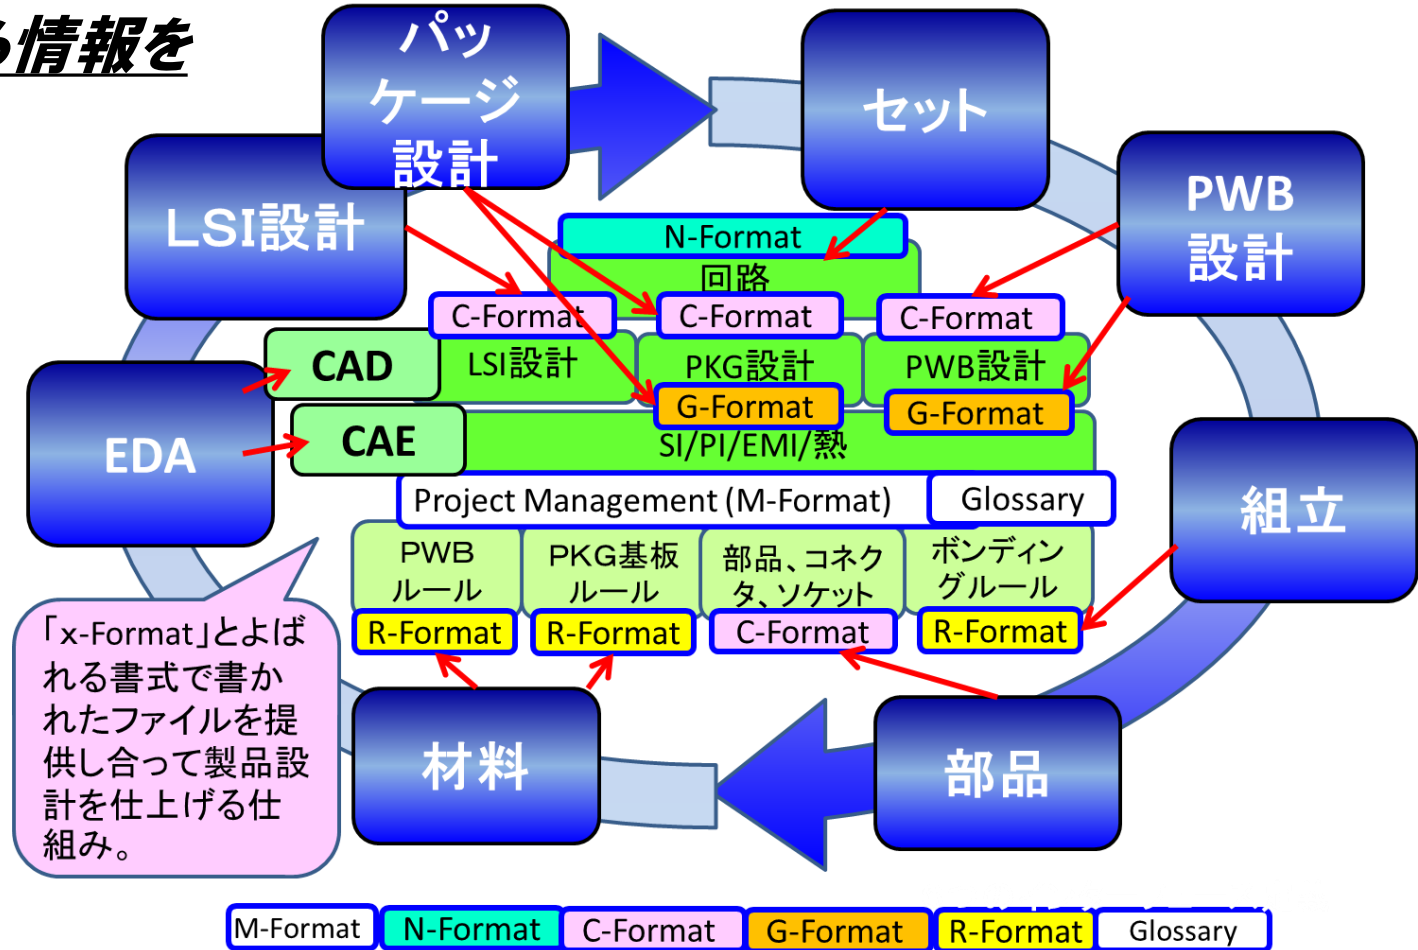 る情報を
パッ
ケージ
設計
セット
LSI設計
PWB
設計
N-Format
回路
C-Format
C-Format
C-Format
CAD
LSI設計
PKG設計
PWB設計
G-Format
G-Format
EDA
CAE
SI/PI/EMI/熱
Project Management (M-Format)
Glossary
組立
PWB
ルール
PKG基板
ルール
部品、コネク
タ、ソケット
ボンディン
グルール
R-Format
R-Format
C-Format
R-Format
「x-Format」とよば
れる書式で書か
れたファイルを提
供し合って製品設
計を仕上げる仕
組み。
材料
部品
M-Format
N-Format
C-Format
G-Format
R-Format
Glossary